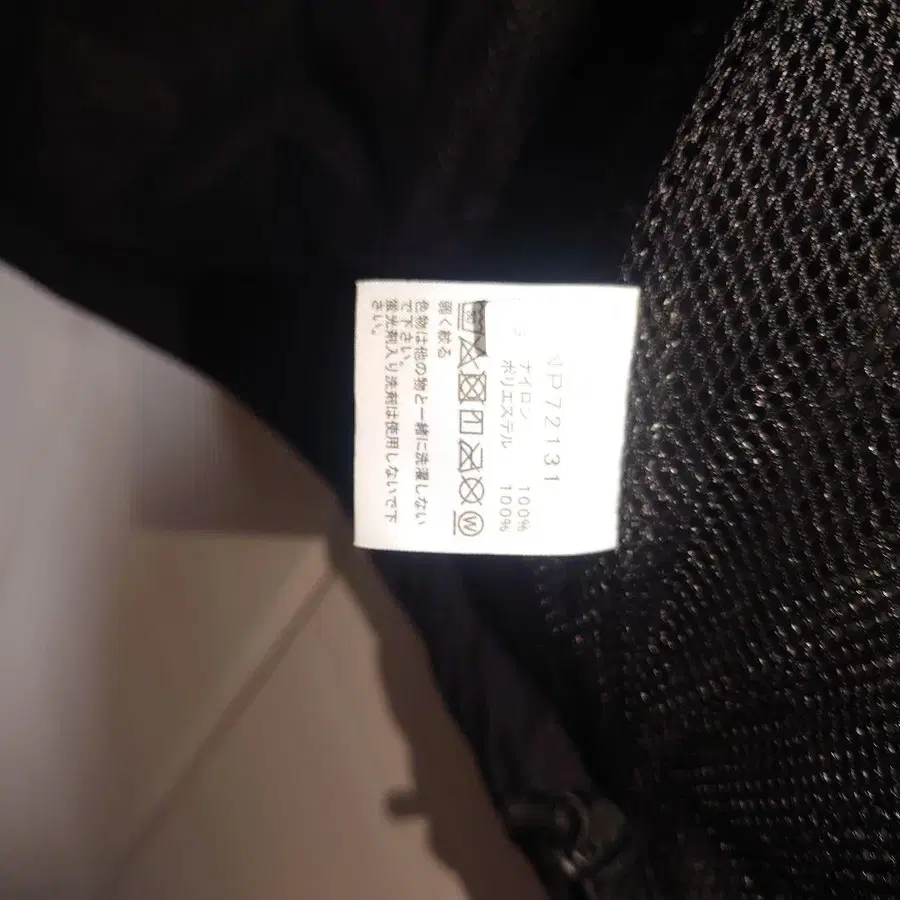 NP72131
ナイロン 100%
ポリエステル 100%
W
弱く絞る
色物は他の物と一緒に洗濯しない
で下さい。
蛍光剤入り洗剤は使用しないで下
さい。